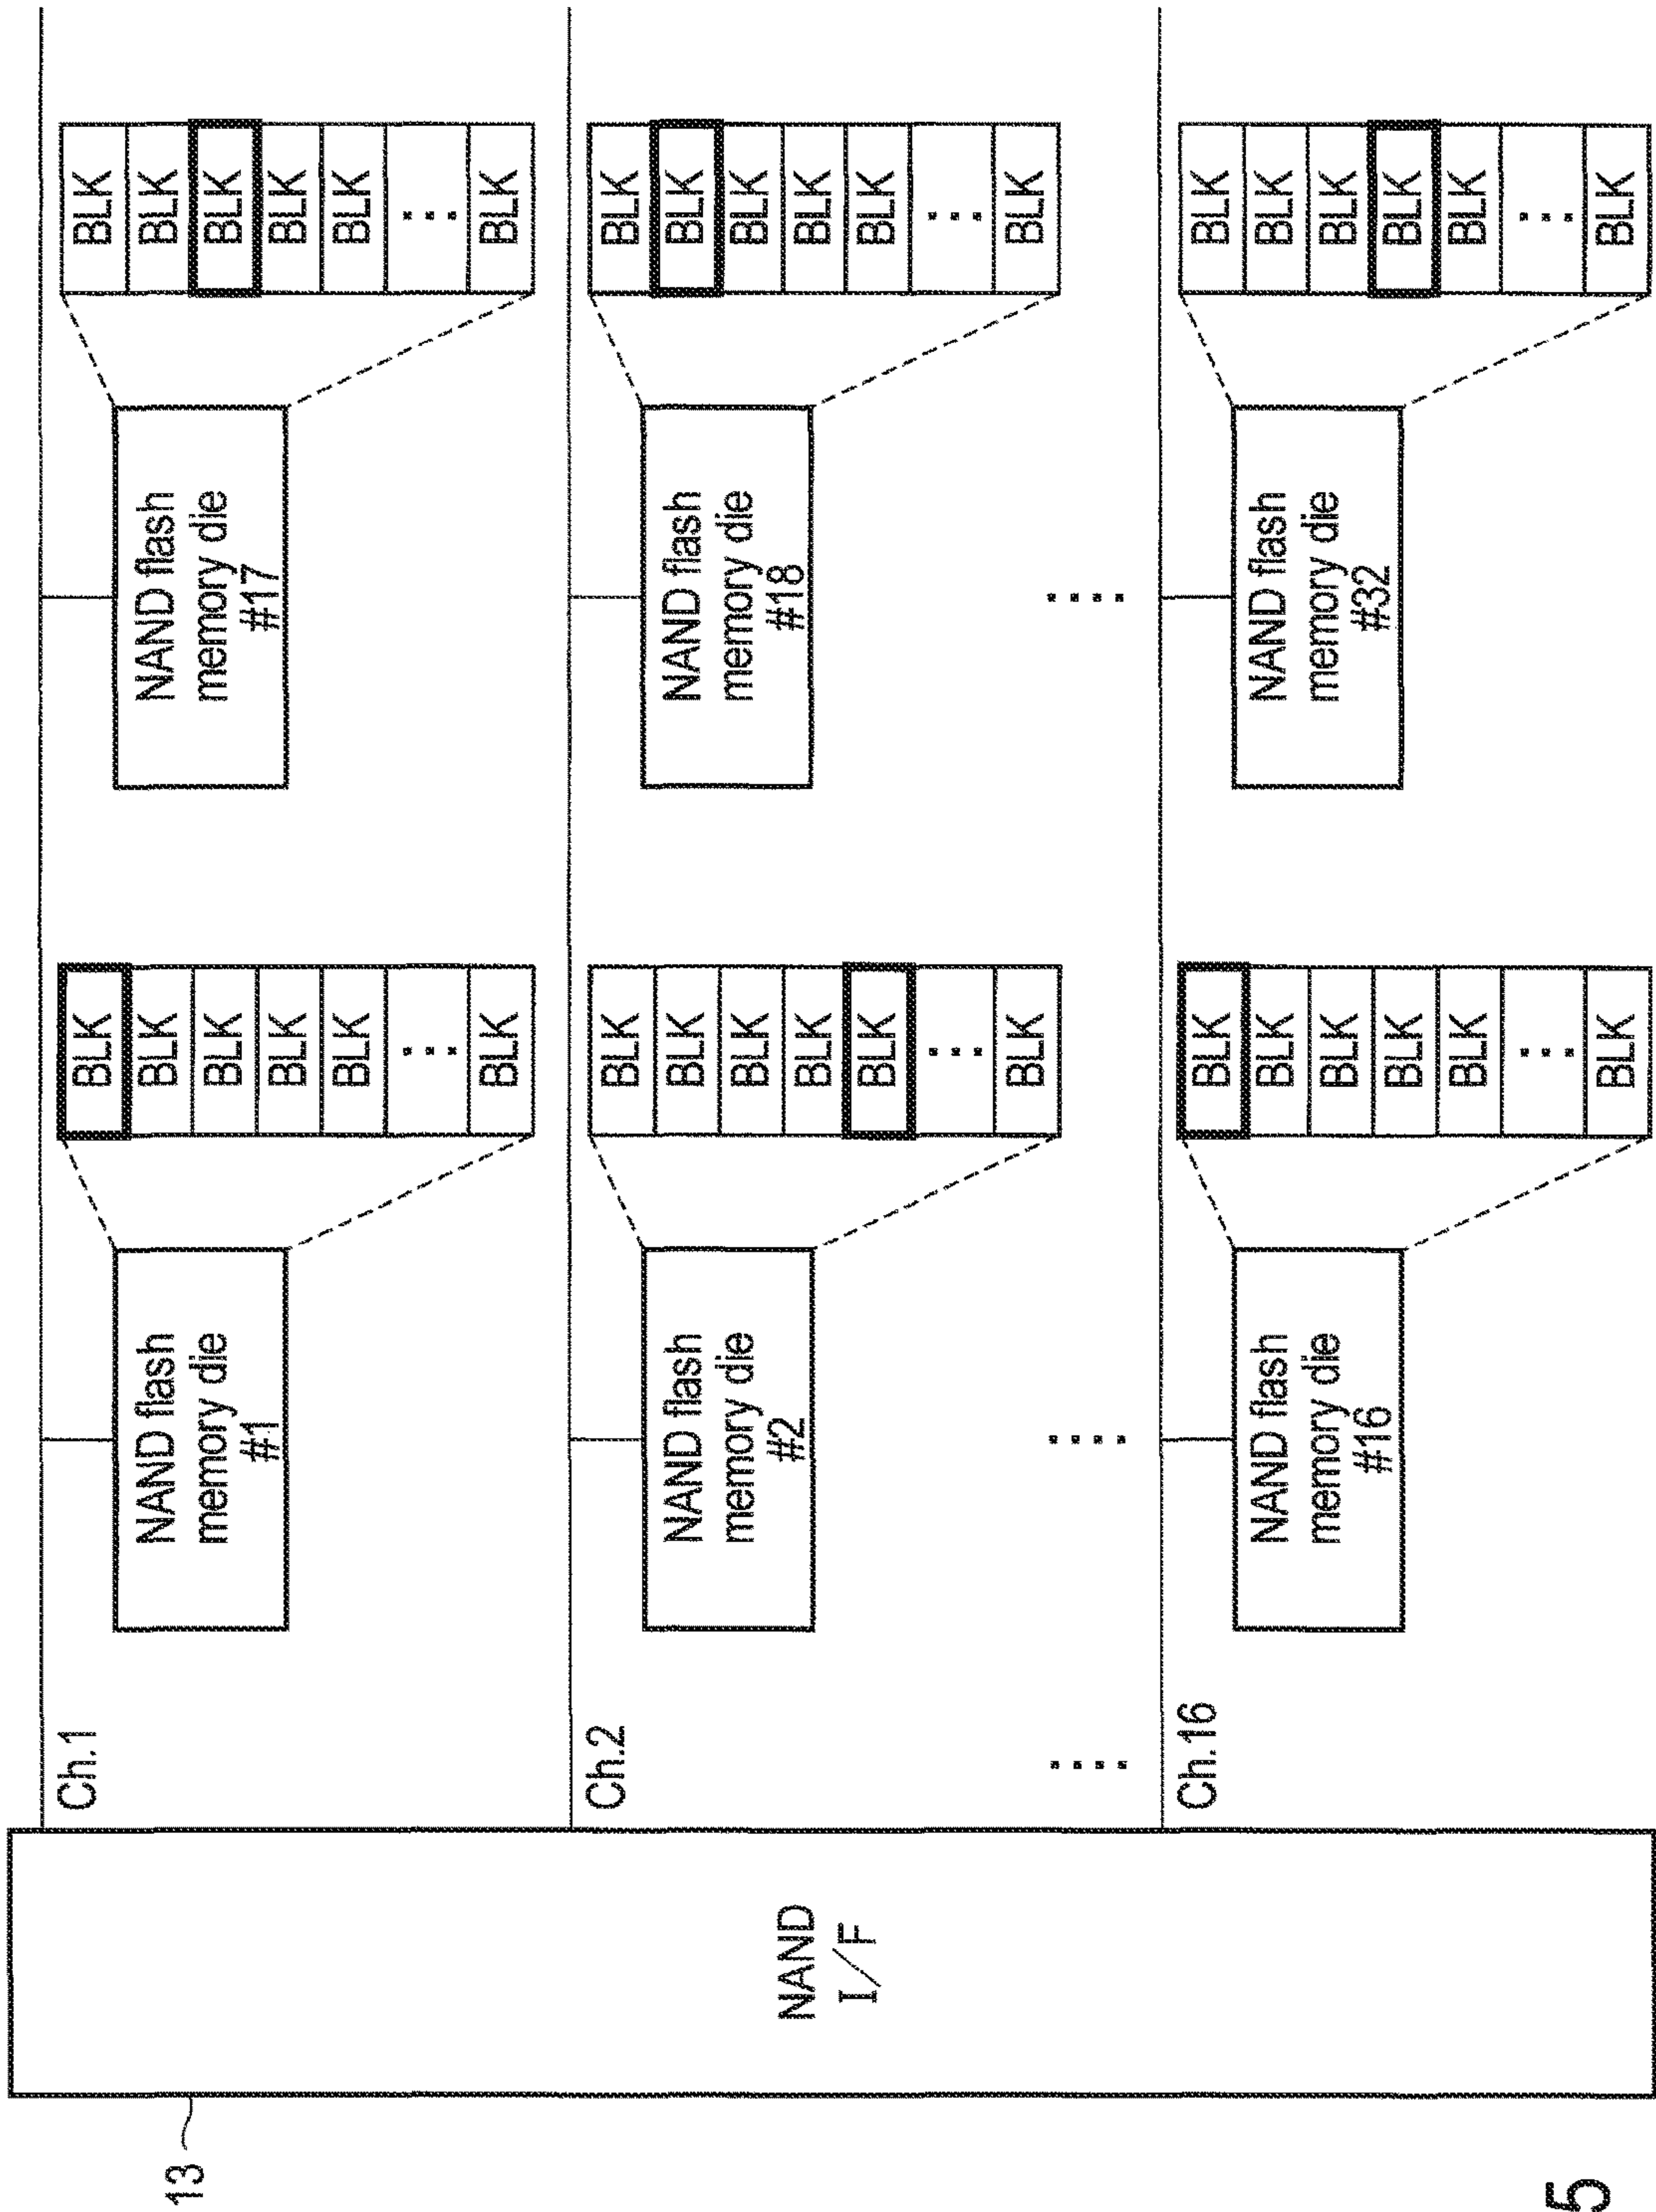 13
NAND
I/F
Ch.1
NAND flash
memory die
#1
BLK
BLK
BLK
BLK
BLK
BLK
NAND flash
memory die
#17
BLK
BLK
BLK
BLK
BLK
BLK
Ch.2
NAND flash
memory die
#2
BLK
BLK
BLK
BLK
BLK
BLK
NAND flash
memory die
#18
BLK
BLK
BLK
BLK
BLK
BLK
Ch.16
NAND flash
memory die
#16
BLK
BLK
BLK
BLK
BLK
BLK
NAND flash
memory die
#32
BLK
BLK
BLK
BLK
BLK
BLK
5